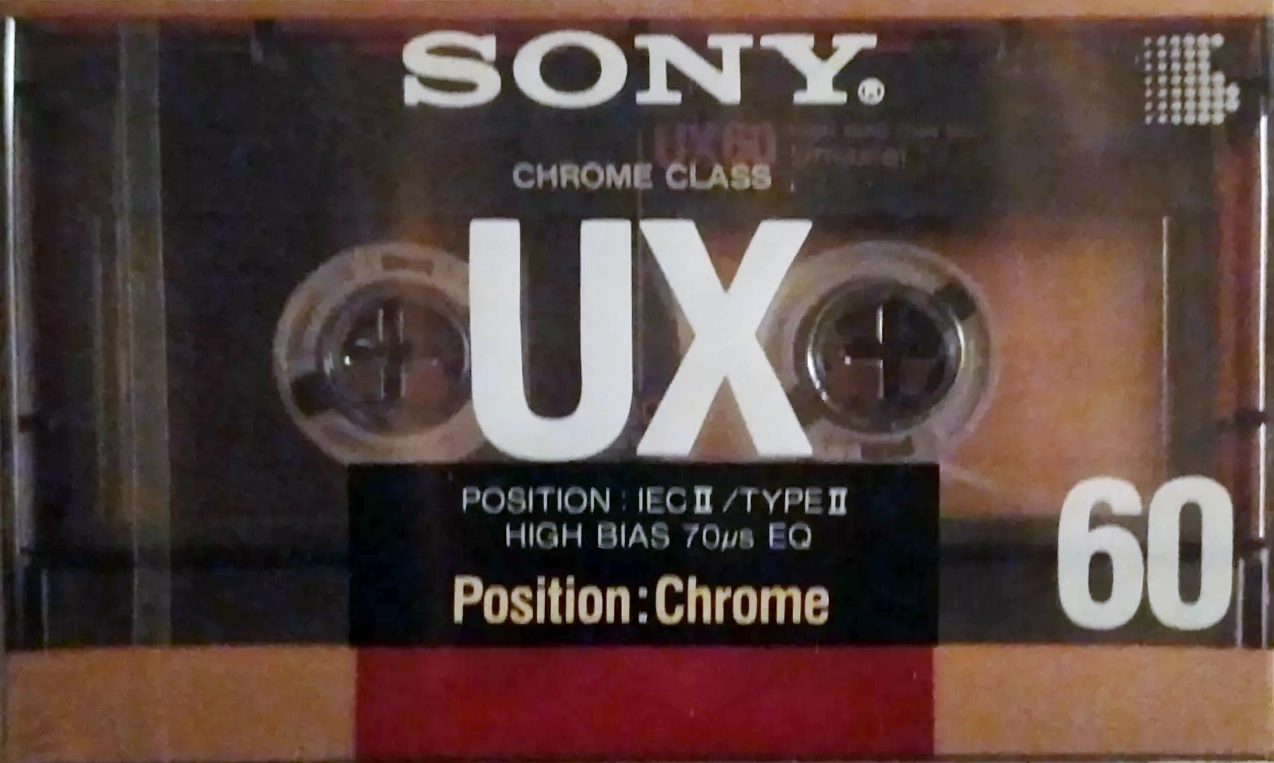 SONY®
UX60
CHROME CLASS
UX
POSITION : IEC II / TYPE II
HIGH BIAS 70μs EQ
Position:Chrome
60